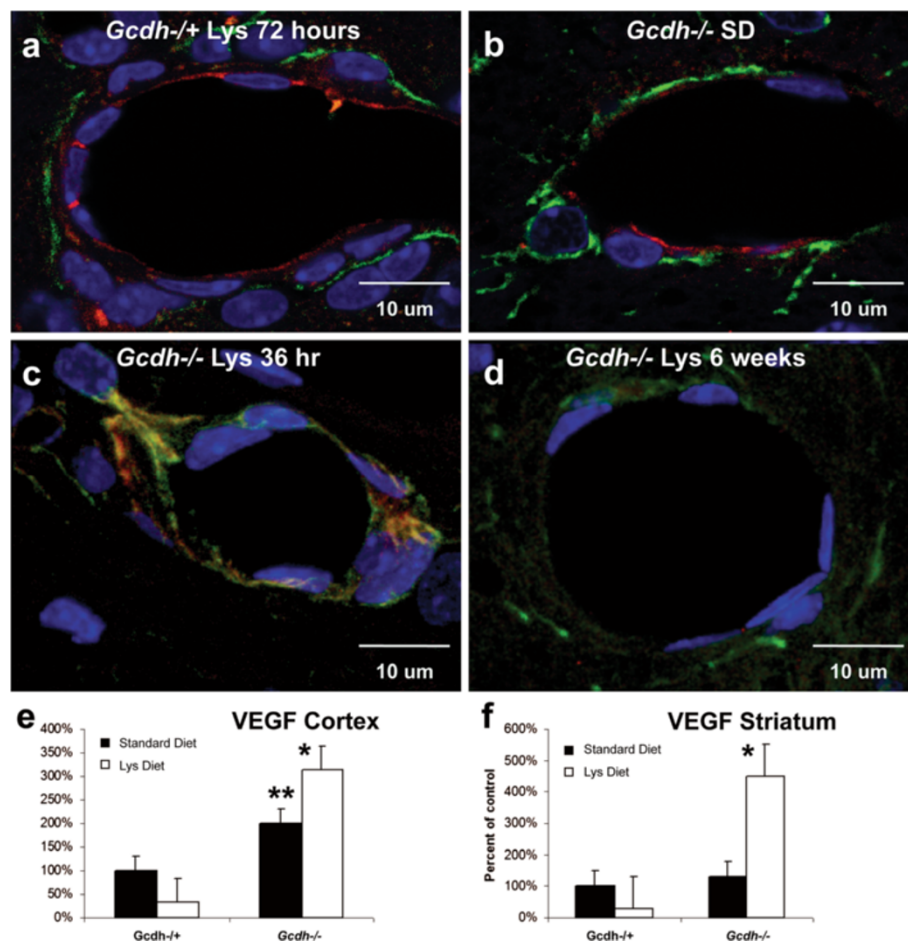 a
Gcdh-/+ Lys 72 hours
10 um
b
Gcdh-/- SD
10 um
c
Gcdh-/- Lys 36 hr
10 um
d
Gcdh-/- Lys 6 weeks
10 um
e
VEGF Cortex
400%
350%
300%
250%
200%
150%
100%
50%
0%
Standard Diet
Lys Diet
**
*
Gcdh-/+
Gcdh-/-
f
VEGF Striatum
Percent of control
600%
500%
400%
300%
200%
100%
0%
Standard Diet
Lys Diet
*
Gcdh-/+
Gcdh-/-